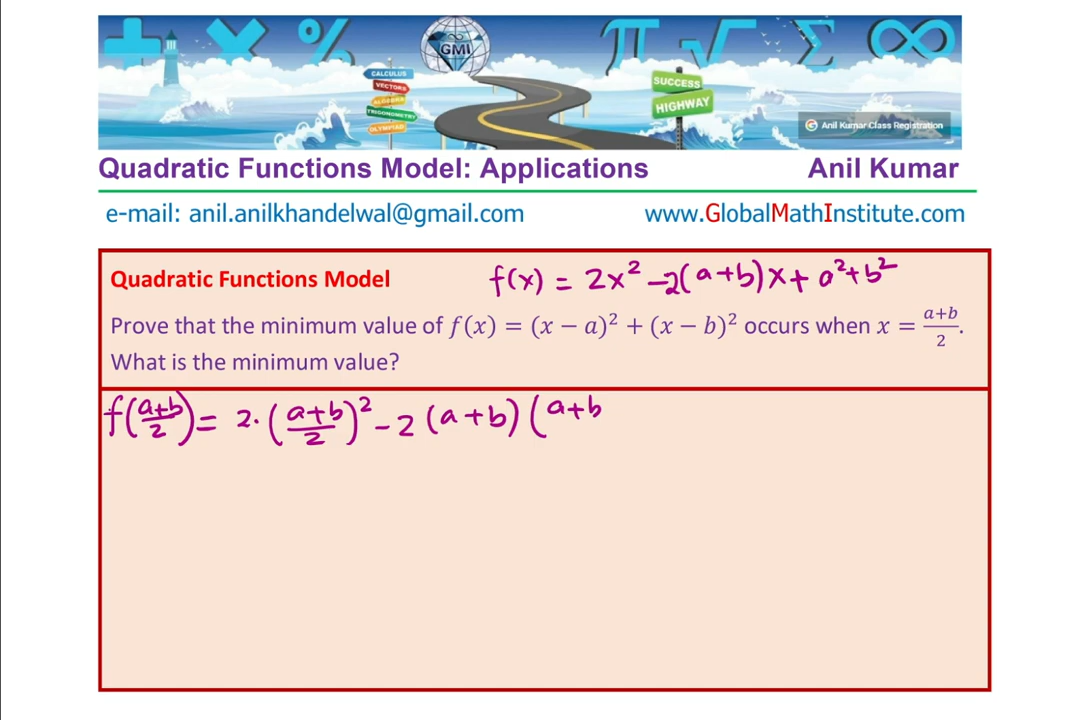 + × % GMI π √ Σ ∞
CALCULUS
VECTORS
ALGEBRA
TRIGONOMETRY
OLYMPIAD
SUCCESS
HIGHWAY
Anil Kumar Class Registration
Quadratic Functions Model: Applications Anil Kumar
e-mail: anil.anilkhandelwal@gmail.com www.GlobalMathInstitute.com
Quadratic Functions Model f(x) = 2x² -2(a+b)x + a²+b²
Prove that the minimum value of f(x) = (x − a)² + (x − b)² occurs when x = (a+b)/2.
What is the minimum value?
f((a+b)/2) = 2·((a+b)/2)² - 2 (a+b) (a+b